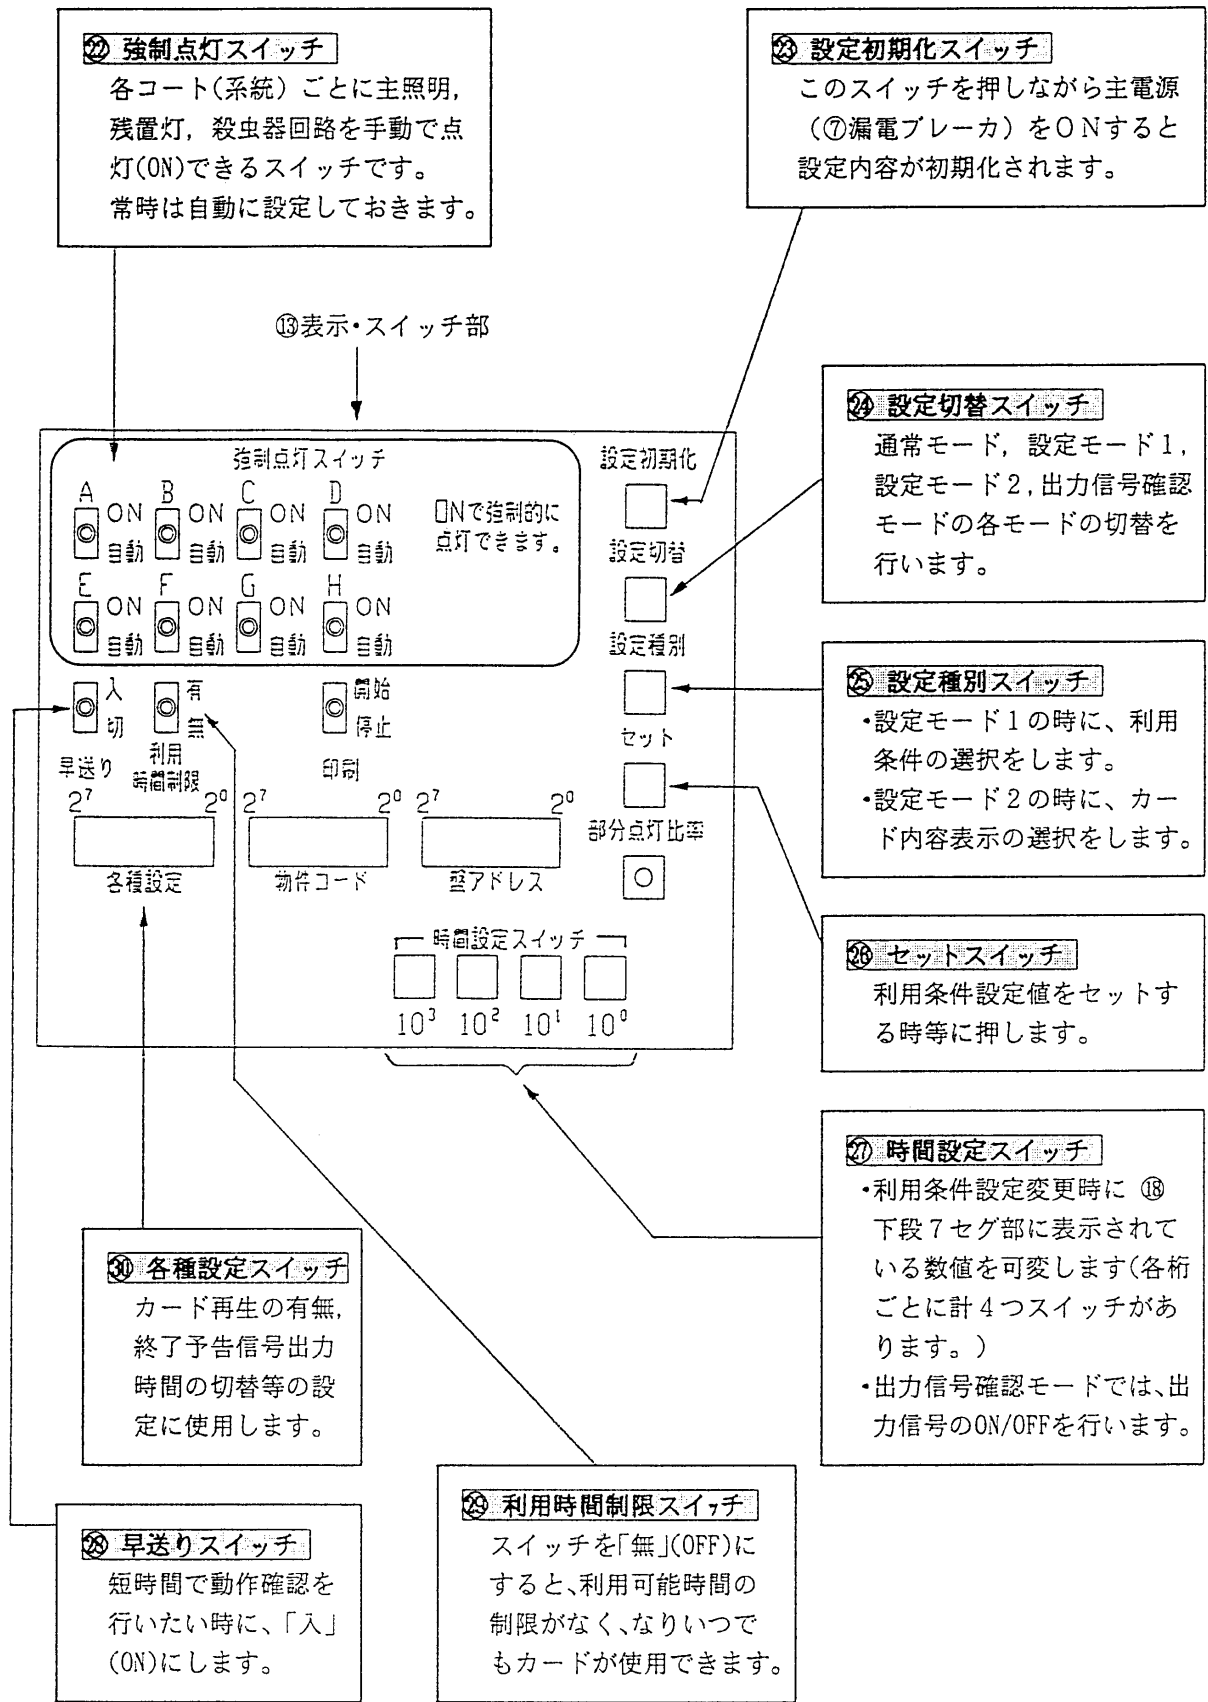 ㉒ 強制点灯スイッチ
各コート(系統) ごとに主照明,
残置灯, 殺虫器回路を手動で点
灯(ON)できるスイッチです。
常時は自動に設定しておきます。
㉓ 設定初期化スイッチ
このスイッチを押しながら主電源
(⑦漏電ブレーカ) をONすると
設定内容が初期化されます。
⑬表示・スイッチ部
㉔ 設定切替スイッチ
通常モード, 設定モード1,
設定モード2, 出力信号確認
モードの各モードの切替を
行います。
強制点灯スイッチ
A ON 自動
B ON 自動
C ON 自動
D ON 自動
ONで強制的に
点灯できます。
E ON 自動
F ON 自動
G ON 自動
H ON 自動
設定初期化
設定切替
設定種別
セット
部分点灯比率
入
切
早送り
有
無
利用
時間制限
開始
停止
印刷
2⁷ 2⁰
各種設定
2⁷ 2⁰
物件コード
2⁷ 2⁰
盤アドレス
時間設定スイッチ
10³ 10² 10¹ 10⁰
㉕ 設定種別スイッチ
・設定モード1の時に、利用
条件の選択をします。
・設定モード2の時に、カー
ド内容表示の選択をします。
㉖ セットスイッチ
利用条件設定値をセットす
る時等に押します。
㉗ 時間設定スイッチ
・利用条件設定変更時に ⑱
下段7セグ部に表示されて
いる数値を可変します(各桁
ごとに計4つスイッチがあ
ります。)
・出力信号確認モードでは、出
力信号のON/OFFを行います。
㉚ 各種設定スイッチ
カード再生の有無,
終了予告信号出力
時間の切替等の設
定に使用します。
㉘ 早送りスイッチ
短時間で動作確認を
行いたい時に、「入」
(ON)にします。
㉙ 利用時間制限スイッチ
スイッチを「無」(OFF)に
すると、利用可能時間の
制限がなく、なりいつで
もカードが使用できます。